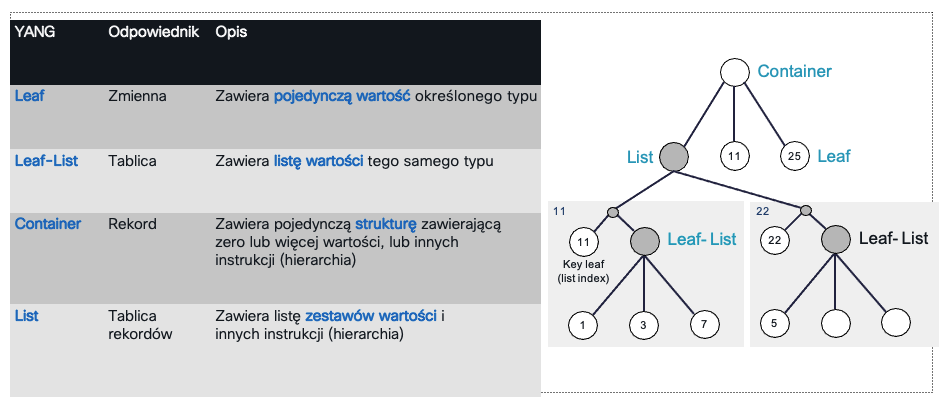 YANG Odpowiednik Opis
Leaf Zmienna Zawiera pojedynczą wartość określonego typu
Leaf-List Tablica Zawiera listę wartości tego samego typu
Container Rekord Zawiera pojedynczą strukturę zawierającą
zero lub więcej wartości, lub innych
instrukcji (hierarchia)
List Tablica Zawiera listę zestawów wartości i
rekordów innych instrukcji (hierarchia)
Container
List 11 25 Leaf
11
11 Leaf- List
Key leaf
(list index)
1 3 7
22
22 Leaf- List
5